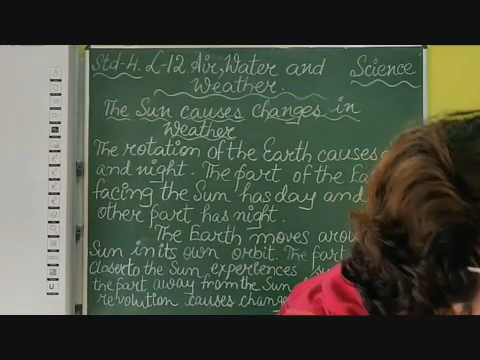 Std-4. L-12 Air, Water and Science
Weather.
The Sun causes changes in
Weather
The rotation of the Earth causes
and night. The part of the Ea
facing the Sun has day and
other part has night.
The Earth moves arou
Sun in its own orbit. The part
closer to the Sun experiences su
the part away from the Sun
revolution causes change